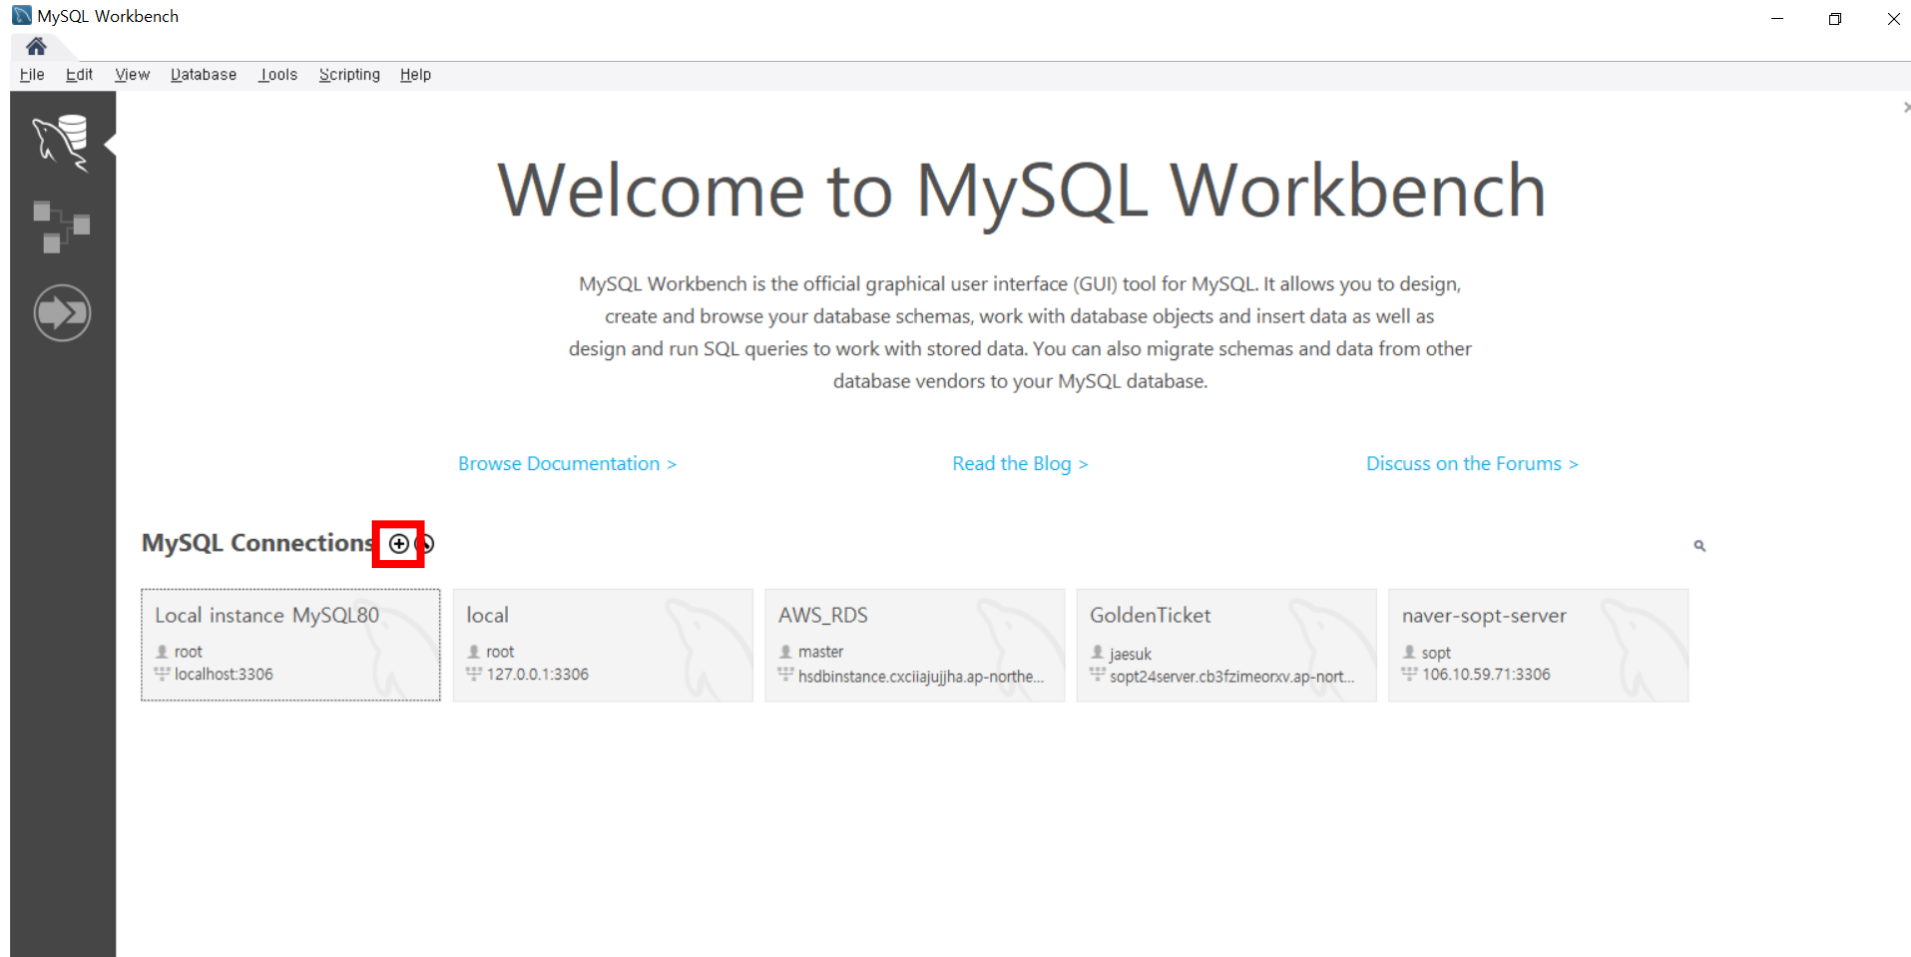 MySQL Workbench
File Edit View Database Tools Scripting Help
Welcome to MySQL Workbench
MySQL Workbench is the official graphical user interface (GUI) tool for MySQL. It allows you to design,
create and browse your database schemas, work with database objects and insert data as well as
design and run SQL queries to work with stored data. You can also migrate schemas and data from other
database vendors to your MySQL database.
Browse Documentation > Read the Blog > Discuss on the Forums >
MySQL Connections
Local instance MySQL80
root
localhost:3306
local
root
127.0.0.1:3306
AWS_RDS
master
hsdbinstance.cxciiajujjha.ap-northe...
GoldenTicket
jaesuk
sopt24server.cb3fzimeorxv.ap-nort...
naver-sopt-server
sopt
106.10.59.71:3306